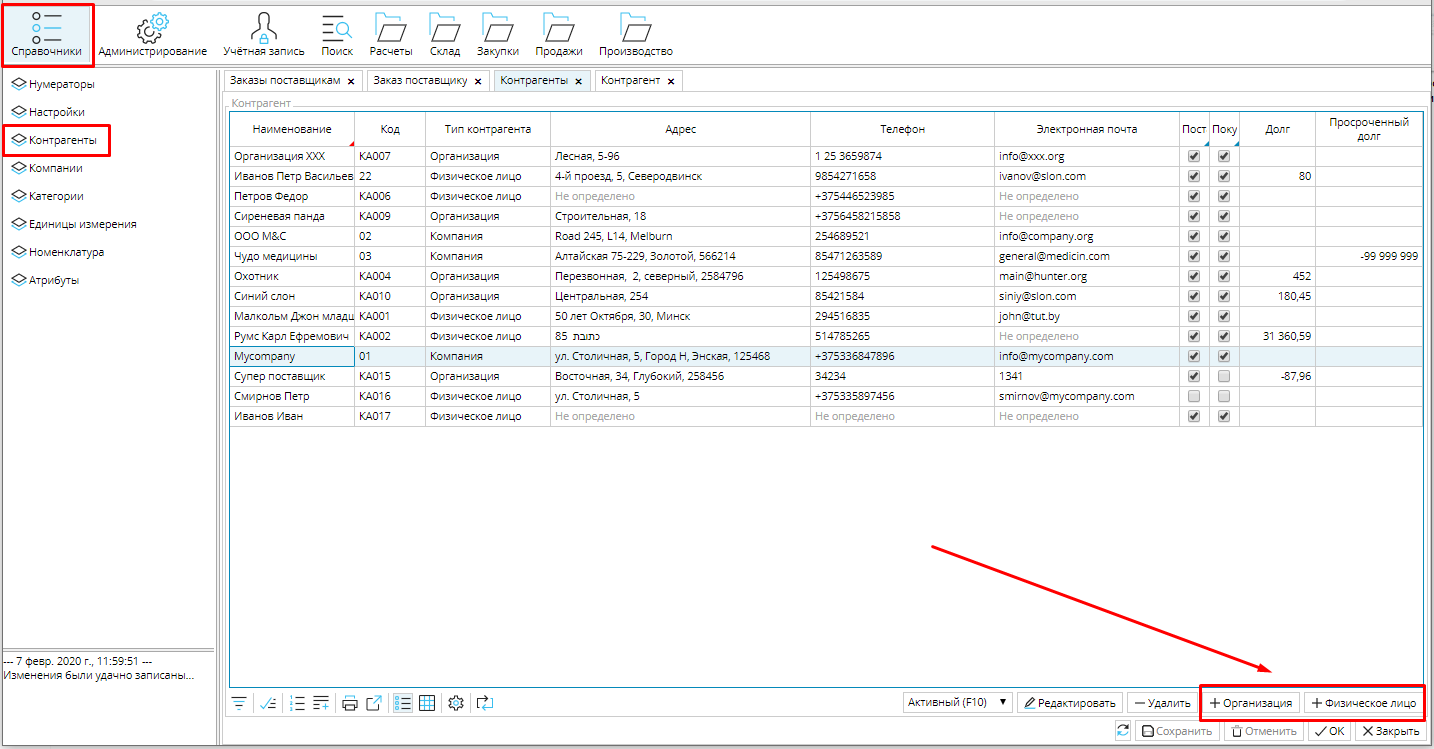 Справочники
Администрирование
Учётная запись
Поиск
Расчеты
Склад
Закупки
Продажи
Производство
Нумераторы
Настройки
Контрагенты
Компании
Категории
Единицы измерения
Номенклатура
Атрибуты
--- 7 февр. 2020 г., 11:59:51 ---
Изменения были удачно записаны...
Заказы поставщикам × Заказ поставщику × Контрагенты × Контрагент ×
Контрагент
Наименование Код Тип контрагента Адрес Телефон Электронная почта Пост Поку Долг Просроченный долг
Организация XXX КА007 Организация Лесная, 5-96 1 25 3659874 info@xxx.org
Иванов Петр Васильев 22 Физическое лицо 4-й проезд, 5, Северодвинск 9854271658 ivanov@slon.com 80
Петров Федор КА006 Физическое лицо Не определено +375446523985 Не определено
Сиреневая панда КА009 Организация Строительная, 18 +3756458215858 Не определено
ООО М&С 02 Компания Road 245, L14, Melburn 254689521 info@company.org
Чудо медицины 03 Компания Алтайская 75-229, Золотой, 566214 85471263589 general@medicin.com -99 999 999
Охотник КА004 Организация Перезвонная, 2, северный, 2584796 125498675 main@hunter.org 452
Синий слон КА010 Организация Центральная, 254 85421584 siniy@slon.com 180,45
Малкольм Джон младш КА001 Физическое лицо 50 лет Октября, 30, Минск 294516835 john@tut.by
Румс Карл Ефремович КА002 Физическое лицо כתובת 85 514785265 Не определено 31 360,59
Mycompany 01 Компания ул. Столичная, 5, Город Н, Энская, 125468 +375336847896 info@mycompany.com
Супер поставщик КА015 Организация Восточная, 34, Глубокий, 258456 34234 1341 -87,96
Смирнов Петр КА016 Физическое лицо ул. Столичная, 5 +375335897456 smirnov@mycompany.com
Иванов Иван КА017 Физическое лицо Не определено Не определено Не определено
Активный (F10) ▼ Редактировать Удалить + Организация + Физическое лицо
Сохранить Отменить OK Закрыть